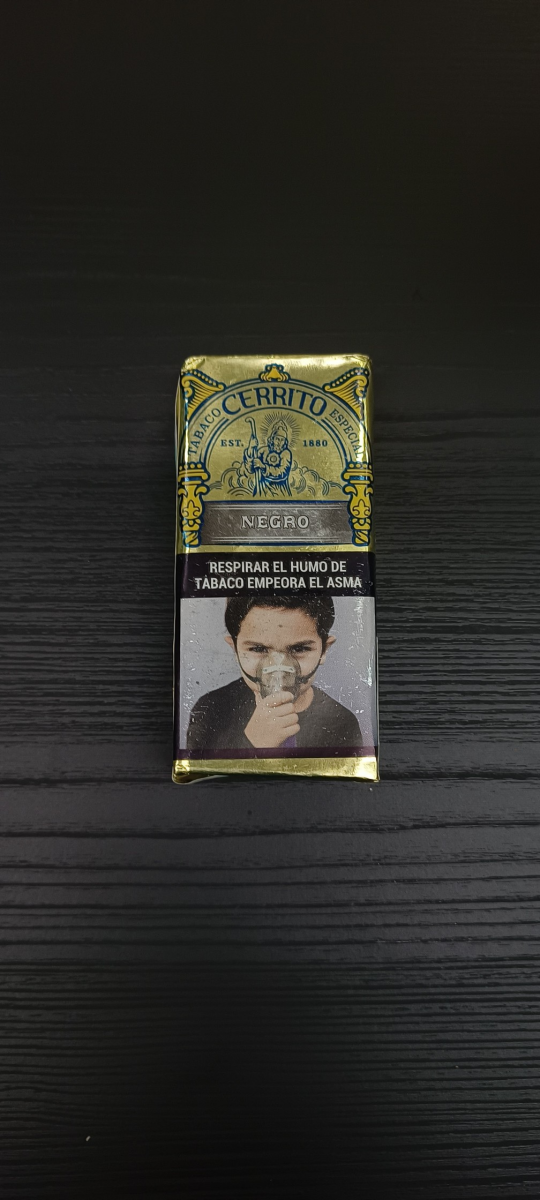 TABACO CERRITO ESPECIAL
EST. 1880
NEGRO
RESPIRAR EL HUMO DE
TABACO EMPEORA EL ASMA